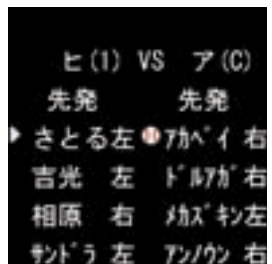 ヒ(1) VS ア(C)
先発 先発
さとる左 アカベイ 右
吉光 左 ドルアガ右
相原 右 メカズキン左
サンドラ 左 アンノウン 右